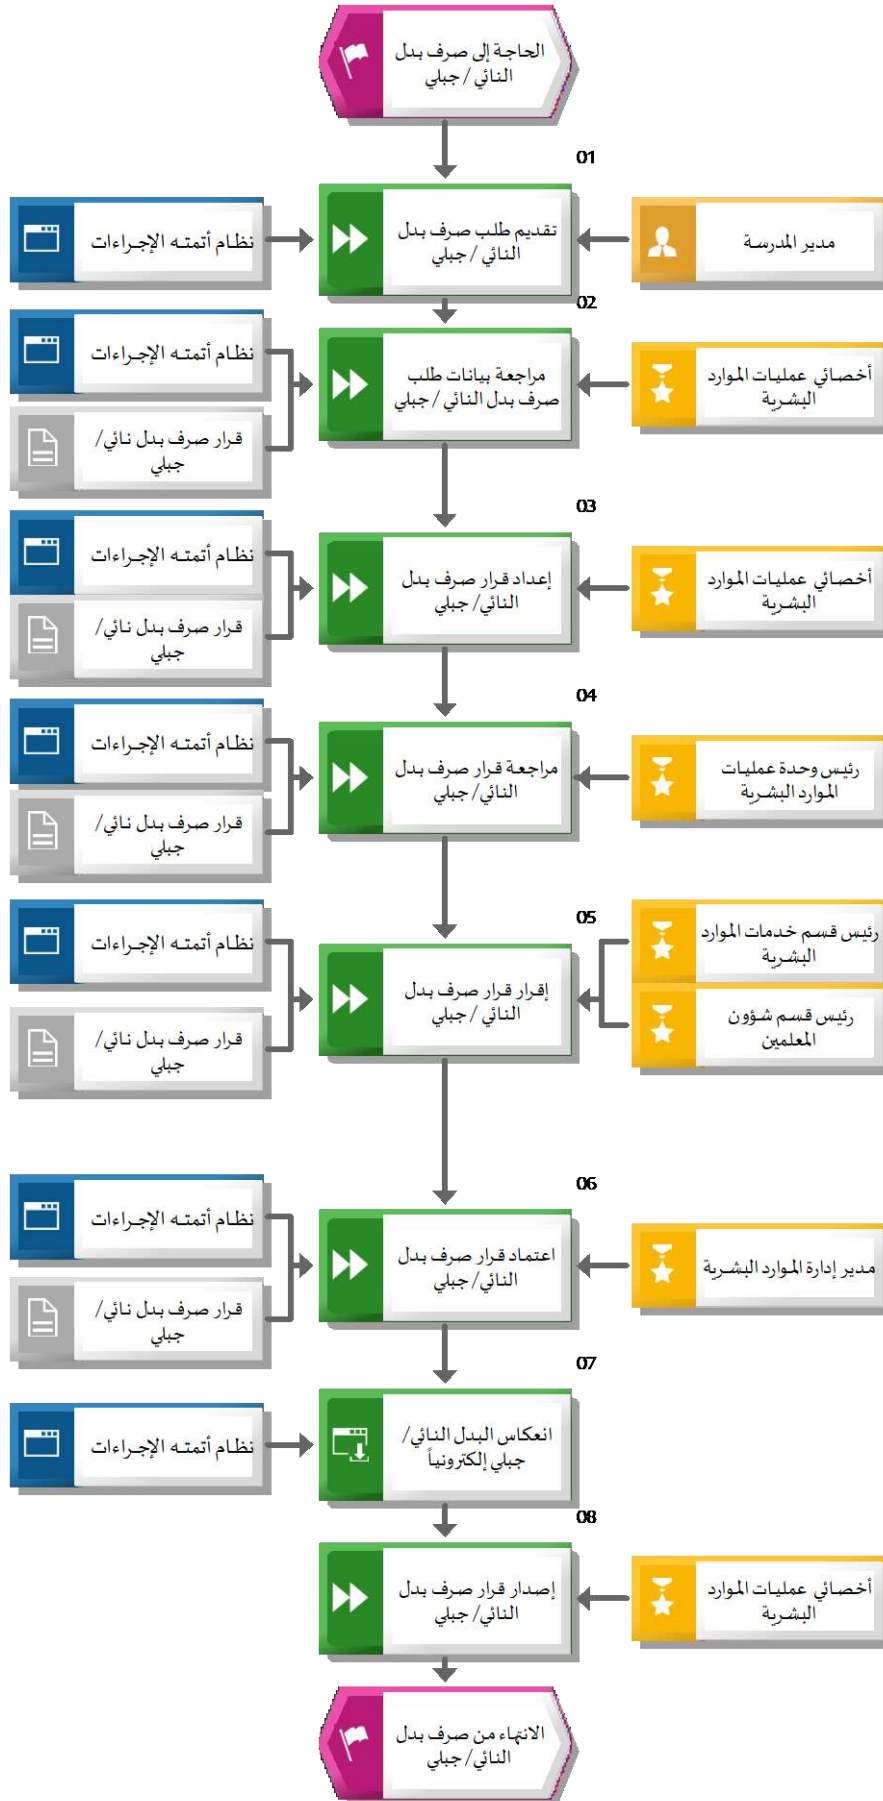 الحاجة إلى صرف بدل
النائي / جبلي
01
مدير المدرسة
تقديم طلب صرف بدل
النائي / جبلي
نظام أتمتة الإجراءات
02
أخصائي عمليات الموارد
البشرية
مراجعة بيانات طلب
صرف بدل النائي / جبلي
نظام أتمتة الإجراءات
قرار صرف بدل نائي/
جبلي
03
أخصائي عمليات الموارد
البشرية
إعداد قرار صرف بدل
النائي/ جبلي
نظام أتمتة الإجراءات
قرار صرف بدل نائي/
جبلي
04
رئيس وحدة عمليات
الموارد البشرية
مراجعة قرار صرف بدل
النائي/ جبلي
نظام أتمتة الإجراءات
قرار صرف بدل نائي/
جبلي
05
رئيس قسم خدمات الموارد
البشرية
رئيس قسم شؤون
المعلمين
إقرار قرار صرف بدل
النائي / جبلي
نظام أتمتة الإجراءات
قرار صرف بدل نائي/
جبلي
06
مدير إدارة الموارد البشرية
اعتماد قرار صرف بدل
النائي/ جبلي
نظام أتمتة الإجراءات
قرار صرف بدل نائي/
جبلي
07
انعكاس البدل النائي/
جبلي إلكترونياً
نظام أتمتة الإجراءات
08
أخصائي عمليات الموارد
البشرية
إصدار قرار صرف بدل
النائي/ جبلي
الانتهاء من صرف بدل
النائي/ جبلي